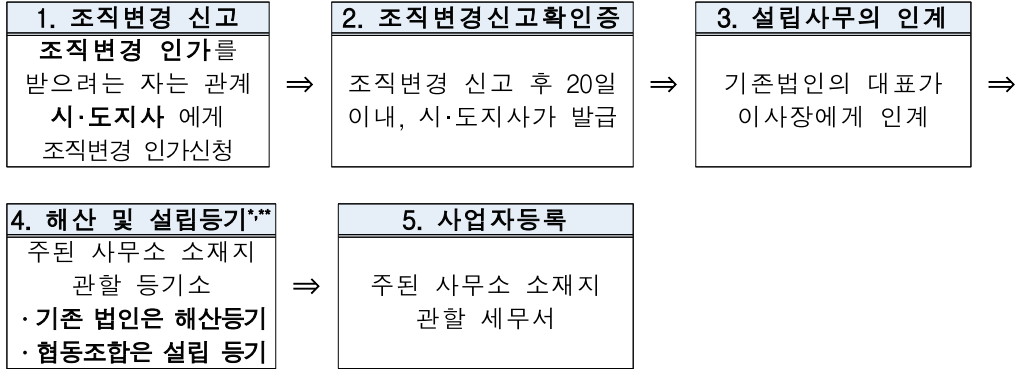 1. 조직변경 신고
조직변경 인가를
받으려는 자는 관계
시·도지사 에게
조직변경 인가신청
⇒
2. 조직변경신고확인증
조직변경 신고 후 20일
이내, 시·도지사가 발급
⇒
3. 설립사무의 인계
기존법인의 대표가
이사장에게 인계
⇒
4. 해산 및 설립등기*,**
주된 사무소 소재지
관할 등기소
· 기존 법인은 해산등기
· 협동조합은 설립 등기
⇒
5. 사업자등록
주된 사무소 소재지
관할 세무서